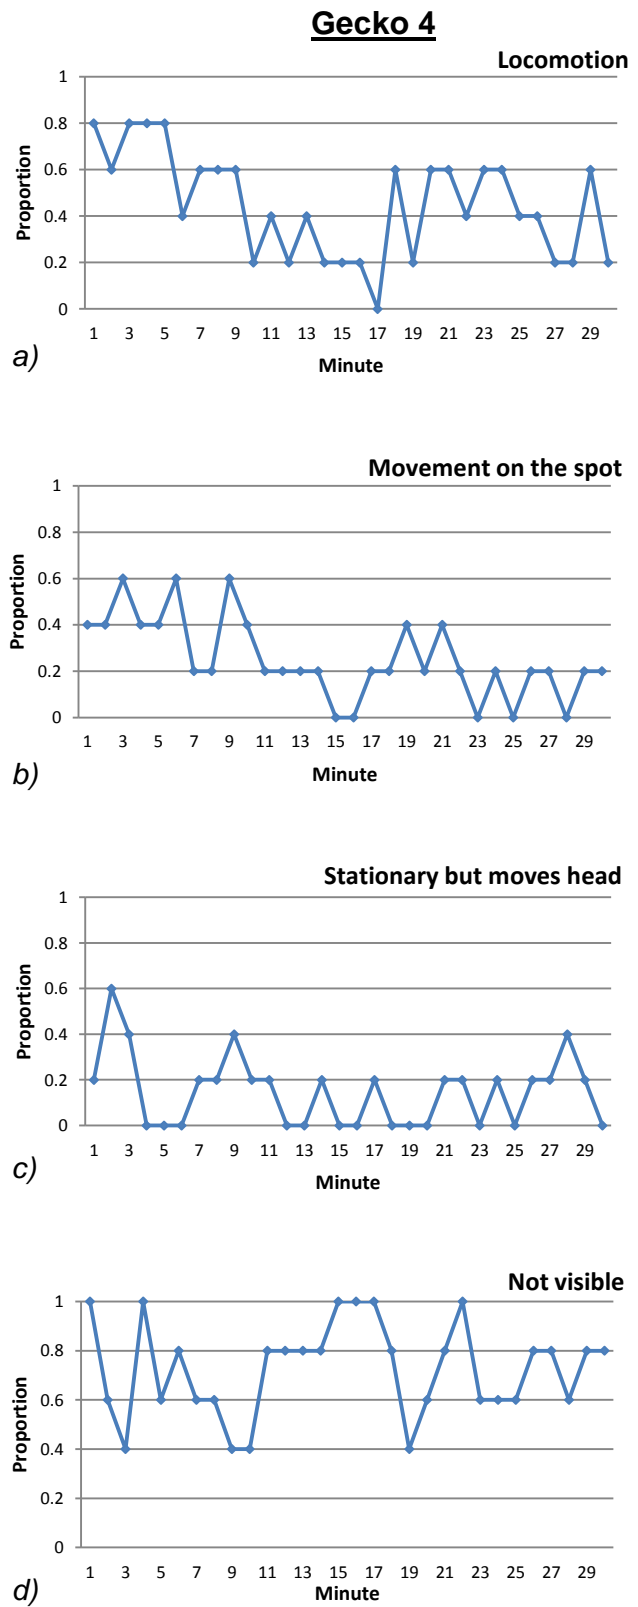 Gecko 4
Locomotion
1
0.8
0.6
0.4
0.2
0
Proportion
1 3 5 7 9 11 13 15 17 19 21 23 25 27 29
Minute
a)
Movement on the spot
1
0.8
0.6
0.4
0.2
0
Proportion
1 3 5 7 9 11 13 15 17 19 21 23 25 27 29
Minute
b)
Stationary but moves head
1
0.8
0.6
0.4
0.2
0
Proportion
1 3 5 7 9 11 13 15 17 19 21 23 25 27 29
Minute
c)
Not visible
1
0.8
0.6
0.4
0.2
0
Proportion
1 3 5 7 9 11 13 15 17 19 21 23 25 27 29
Minute
d)